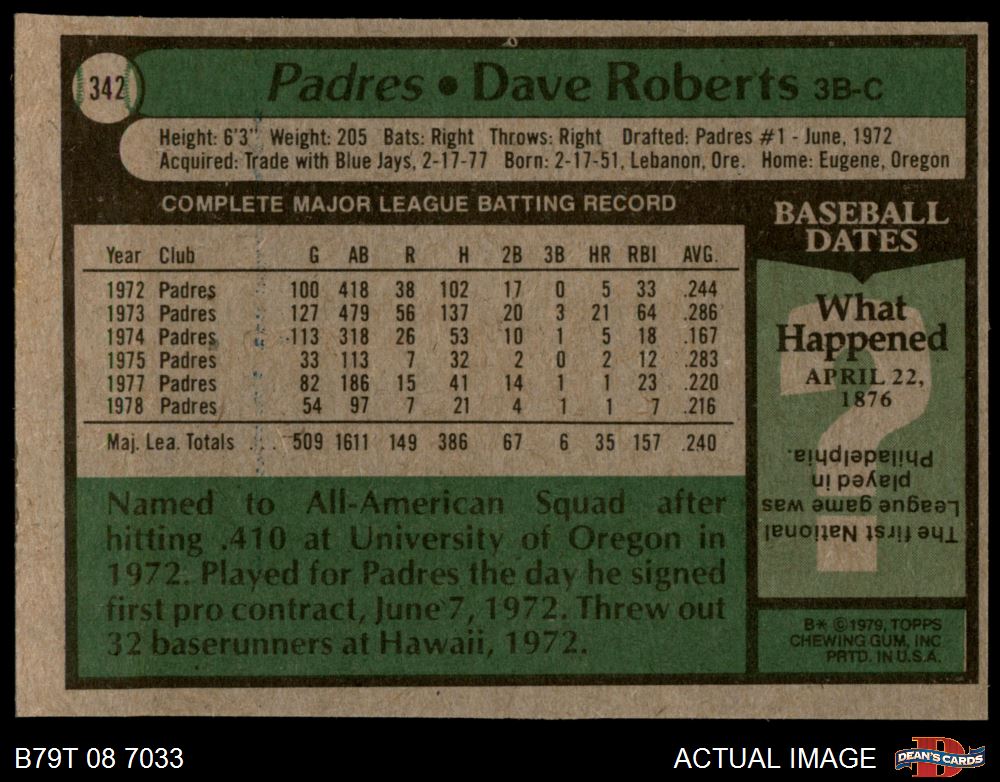 342
Padres • Dave Roberts 3B-C
Height: 6'3" Weight: 205 Bats: Right Throws: Right Drafted: Padres #1 - June, 1972
Acquired: Trade with Blue Jays, 2-17-77 Born: 2-17-51, Lebanon, Ore. Home: Eugene, Oregon
COMPLETE MAJOR LEAGUE BATTING RECORD
Year Club G AB R H 2B 3B HR RBI AVG.
1972 Padres 100 418 38 102 17 0 5 33 .244
1973 Padres 127 479 56 137 20 3 21 64 .286
1974 Padres 113 318 26 53 10 1 5 18 .167
1975 Padres 33 113 7 32 2 0 2 12 .283
1977 Padres 82 186 15 41 14 1 1 23 .220
1978 Padres 54 97 7 21 4 1 1 7 .216
Maj. Lea. Totals . . . 509 1611 149 386 67 6 35 157 .240
Named to All-American Squad after
hitting .410 at University of Oregon in
1972. Played for Padres the day he signed
first pro contract, June 7, 1972. Threw out
32 baserunners at Hawaii, 1972.
BASEBALL
DATES
What
Happened
APRIL 22,
1876
?
The first National
League game was
played in
Philadelphia.
B* ©1979, TOPPS
CHEWING GUM, INC
PRTD. IN U.S.A.
B79T 08 7033
ACTUAL IMAGE
D
DEAN'S CARDS